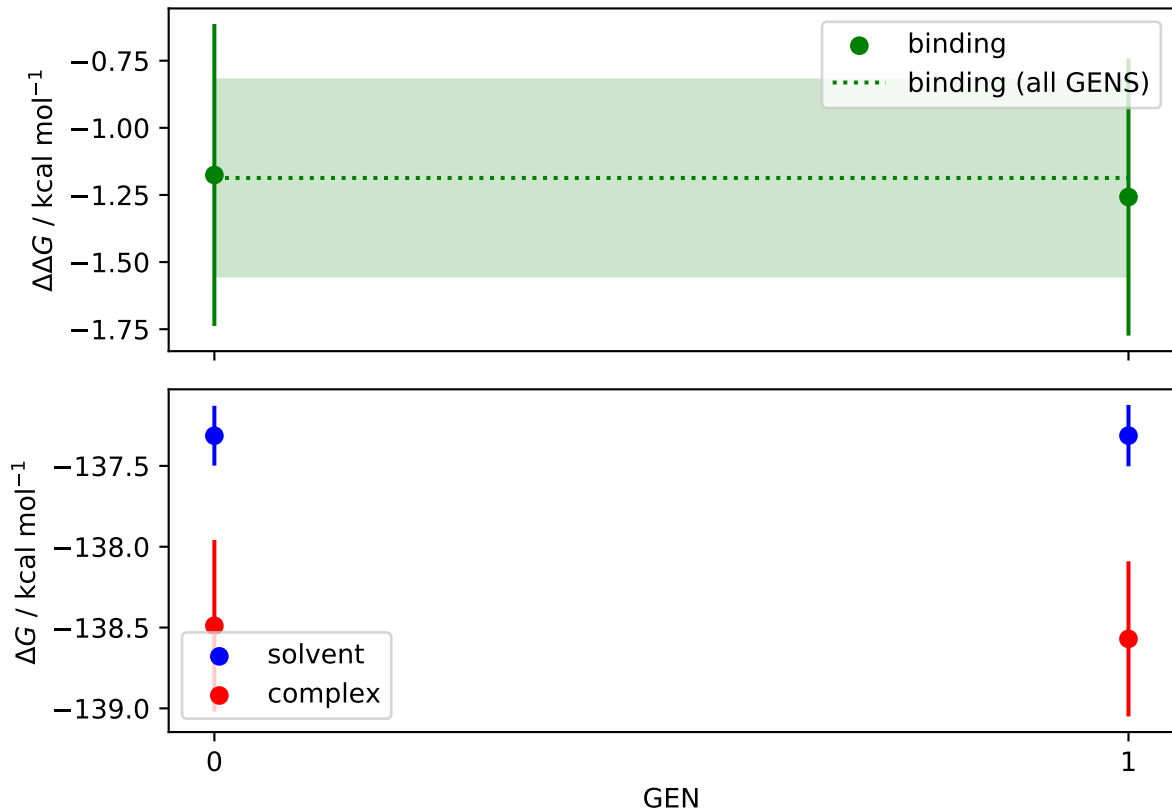 binding
binding (all GENS)
−0.75
−1.00
−1.25
−1.50
−1.75
ΔΔG / kcal mol⁻¹
−137.5
−138.0
−138.5
−139.0
ΔG / kcal mol⁻¹
solvent
complex
0
1
GEN